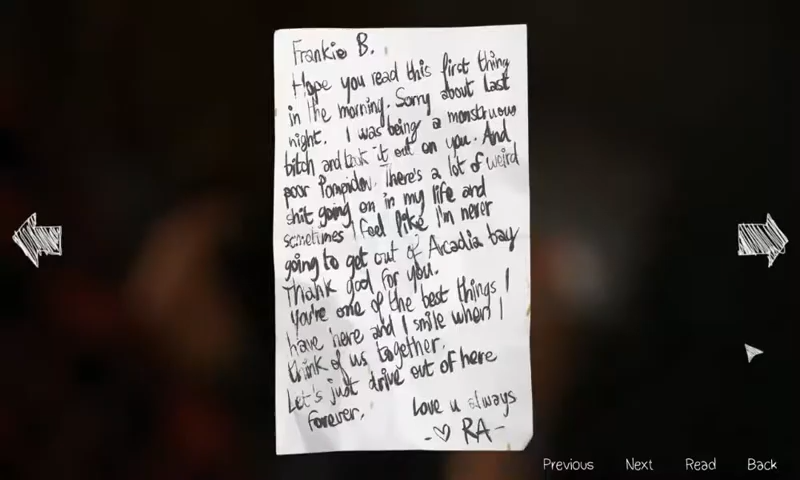 Frankie B.
Hope you read this first thing
in the morning. Sorry about last
night. I was being a monstruous
bitch and took it out on you. And
poor Pompidou. There's a lot of weird
shit going on in my life and
sometimes I feel like I'm never
going to get out of Arcadia bay
Thank god for you.
You're one of the best things I
have here and I smile when I
think of us together.
Let's just drive out of here
forever.
Love u always
-♡ RA-
Previous Next Read Back